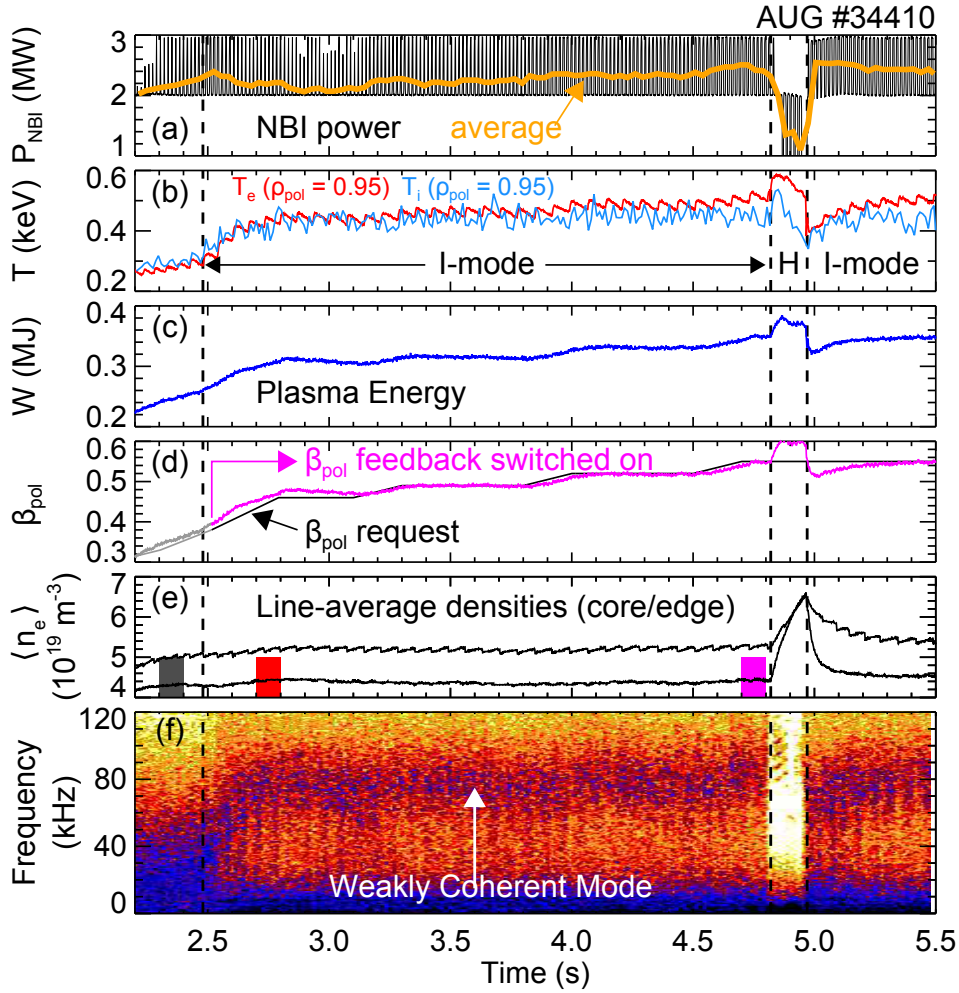 AUG #34410
P_NBI (MW)
3
2
1
(a)
NBI power
average
T (keV)
0.6
0.4
0.2
(b)
T_e (ρ_pol = 0.95) T_i (ρ_pol = 0.95)
I-mode
H
I-mode
W (MJ)
0.4
0.3
0.2
(c)
Plasma Energy
β_pol
0.6
0.5
0.4
0.3
(d)
β_pol feedback switched on
β_pol request
⟨n_e⟩
(10^19 m^-3)
7
6
5
4
(e)
Line-average densities (core/edge)
Frequency
(kHz)
120
80
40
0
(f)
Weakly Coherent Mode
2.5 3.0 3.5 4.0 4.5 5.0 5.5
Time (s)